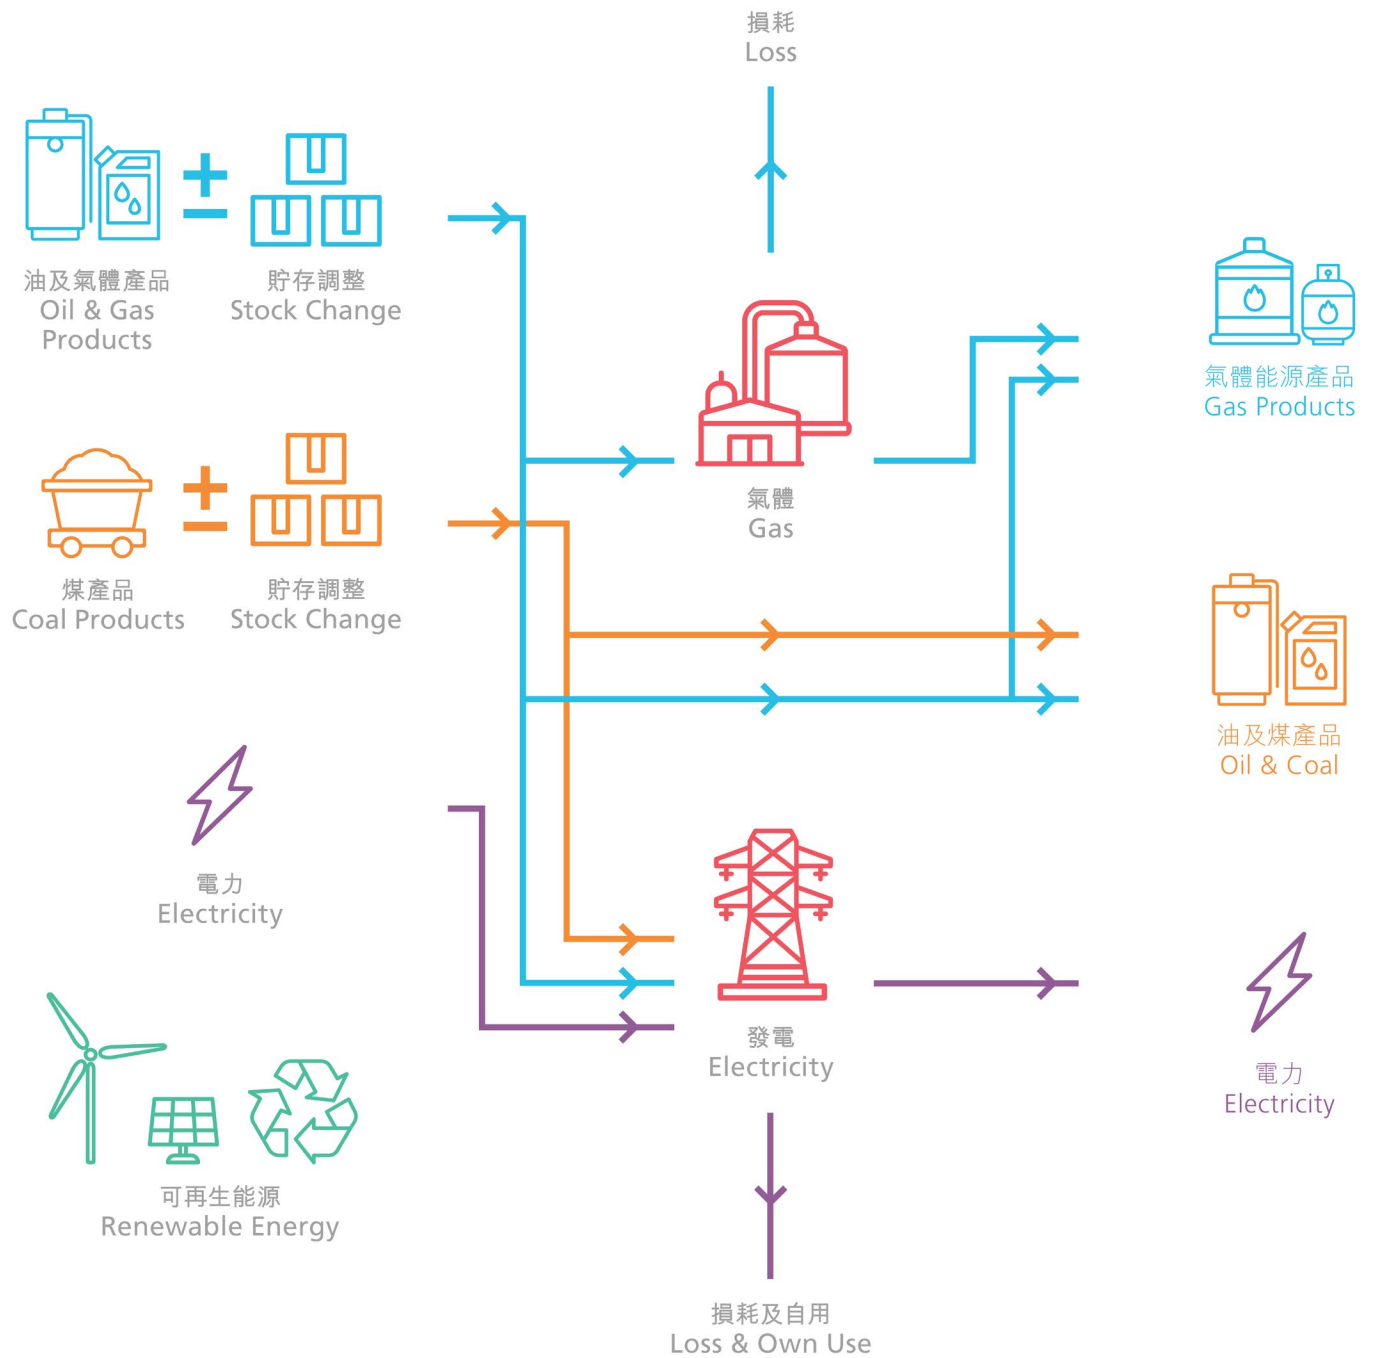 損耗
Loss
油及氣體產品
Oil & Gas
Products
貯存調整
Stock Change
氣體能源產品
Gas Products
氣體
Gas
煤產品
Coal Products
貯存調整
Stock Change
油及煤產品
Oil & Coal
電力
Electricity
發電
Electricity
電力
Electricity
可再生能源
Renewable Energy
損耗及自用
Loss & Own Use